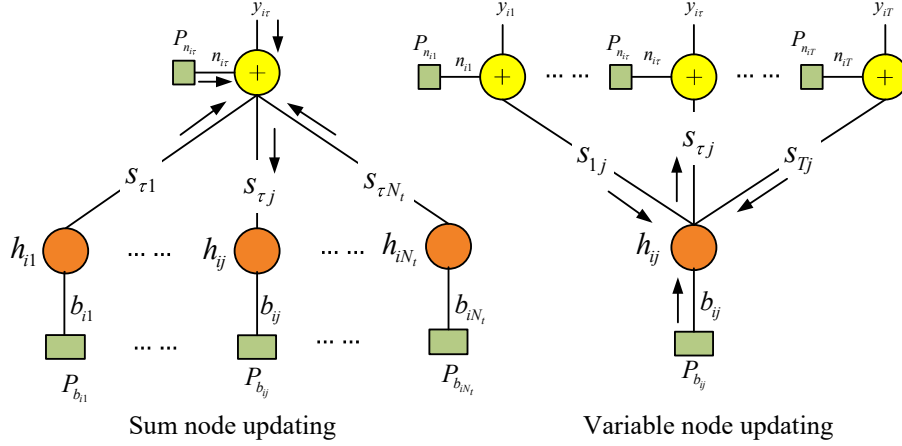 y_{iτ}
P_{n_{iτ}} n_{iτ} +
s_{τ1} s_{τj} s_{τN_t}
h_{i1} ... ... h_{ij} ... ... h_{iN_t}
b_{i1} b_{ij} b_{iN_t}
... ... ... ...
P_{b_{i1}} P_{b_{ij}} P_{b_{iN_t}}
Sum node updating
y_{i1} y_{iτ} y_{iT}
P_{n_{i1}} n_{i1} + ... ... P_{n_{iτ}} n_{iτ} + ... ... P_{n_{iT}} n_{iT} +
s_{1j} s_{τj} s_{Tj}
h_{ij}
b_{ij}
P_{b_{ij}}
Variable node updating